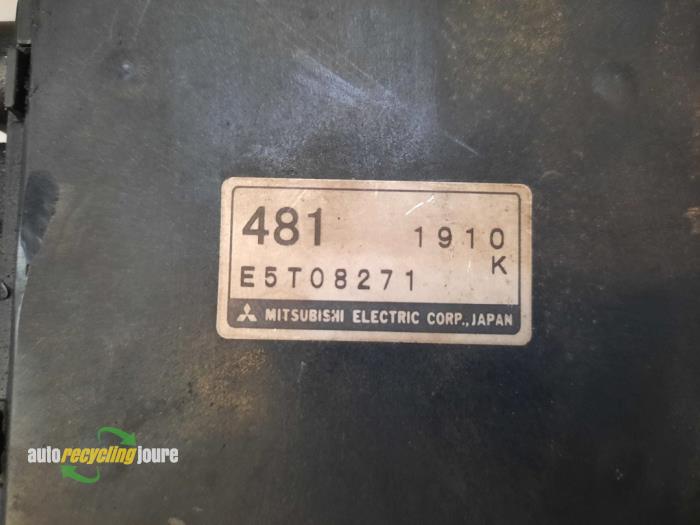 481 1910
K
E5T08271
MITSUBISHI ELECTRIC CORP., JAPAN
autorecyclingjoure